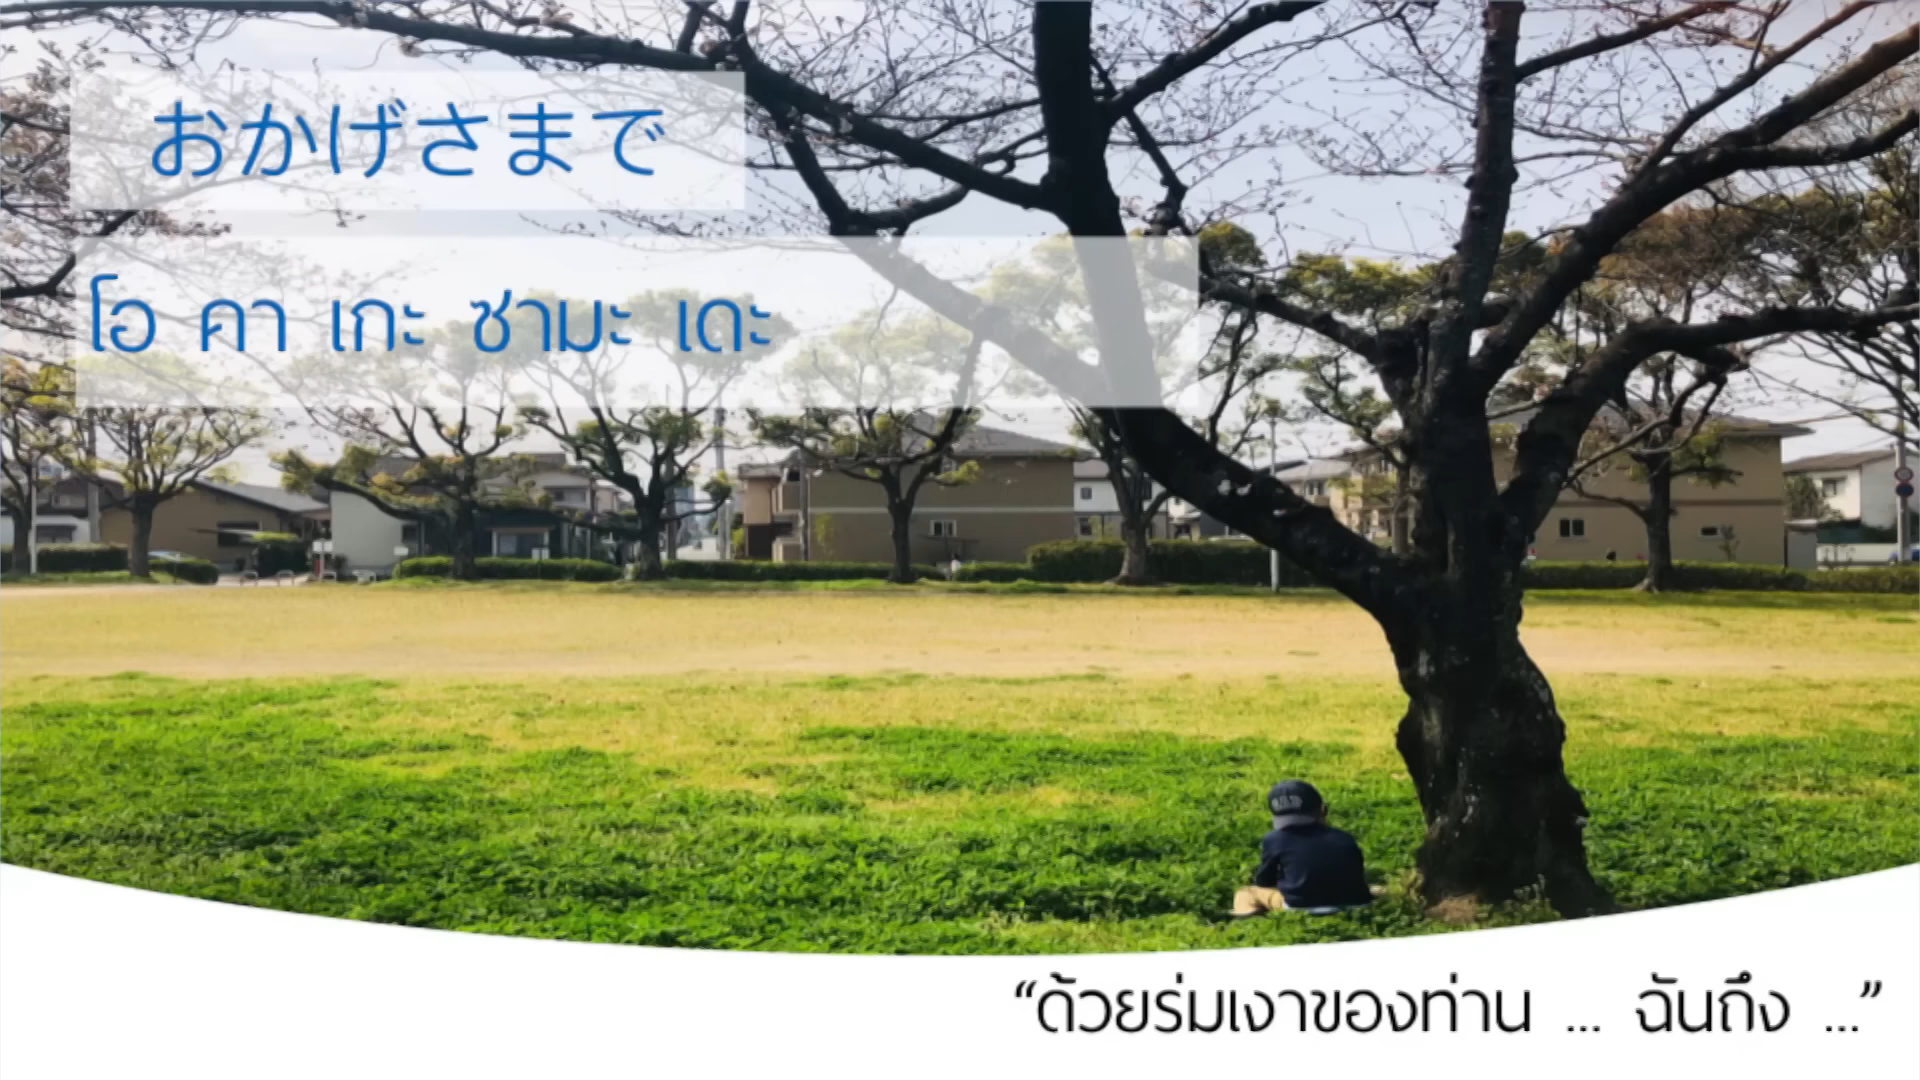 おかげさまで
โอ คา เกะ ซามะ เดะ
“ด้วยร่มเงาของท่าน ... ฉันถึง ...”